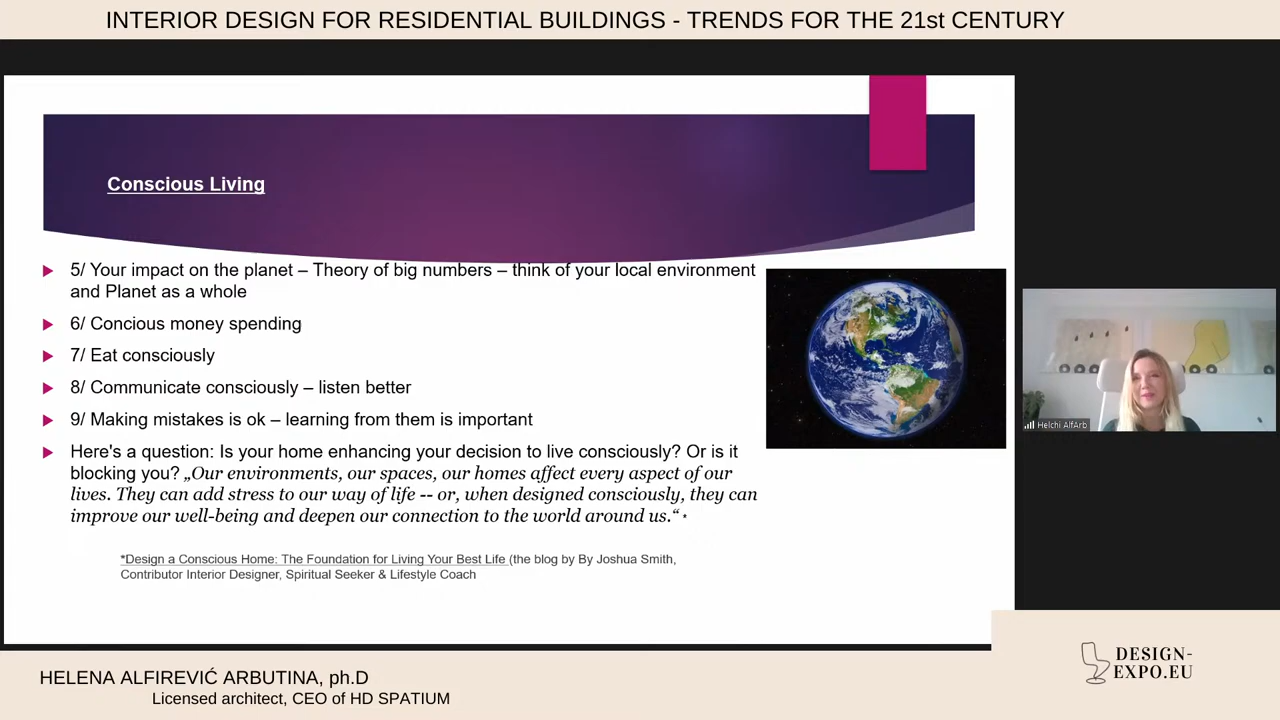 INTERIOR DESIGN FOR RESIDENTIAL BUILDINGS - TRENDS FOR THE 21st CENTURY
Conscious Living
5/ Your impact on the planet – Theory of big numbers – think of your local environment
and Planet as a whole
6/ Concious money spending
7/ Eat consciously
8/ Communicate consciously – listen better
9/ Making mistakes is ok – learning from them is important
Here's a question: Is your home enhancing your decision to live consciously? Or is it
blocking you? „Our environments, our spaces, our homes affect every aspect of our
lives. They can add stress to our way of life -- or, when designed consciously, they can
improve our well-being and deepen our connection to the world around us.“ *
*Design a Conscious Home: The Foundation for Living Your Best Life (the blog by By Joshua Smith,
Contributor Interior Designer, Spiritual Seeker & Lifestyle Coach
Helchi AlfArb
HELENA ALFIREVIĆ ARBUTINA, ph.D
Licensed architect, CEO of HD SPATIUM
DESIGN-
EXPO.EU